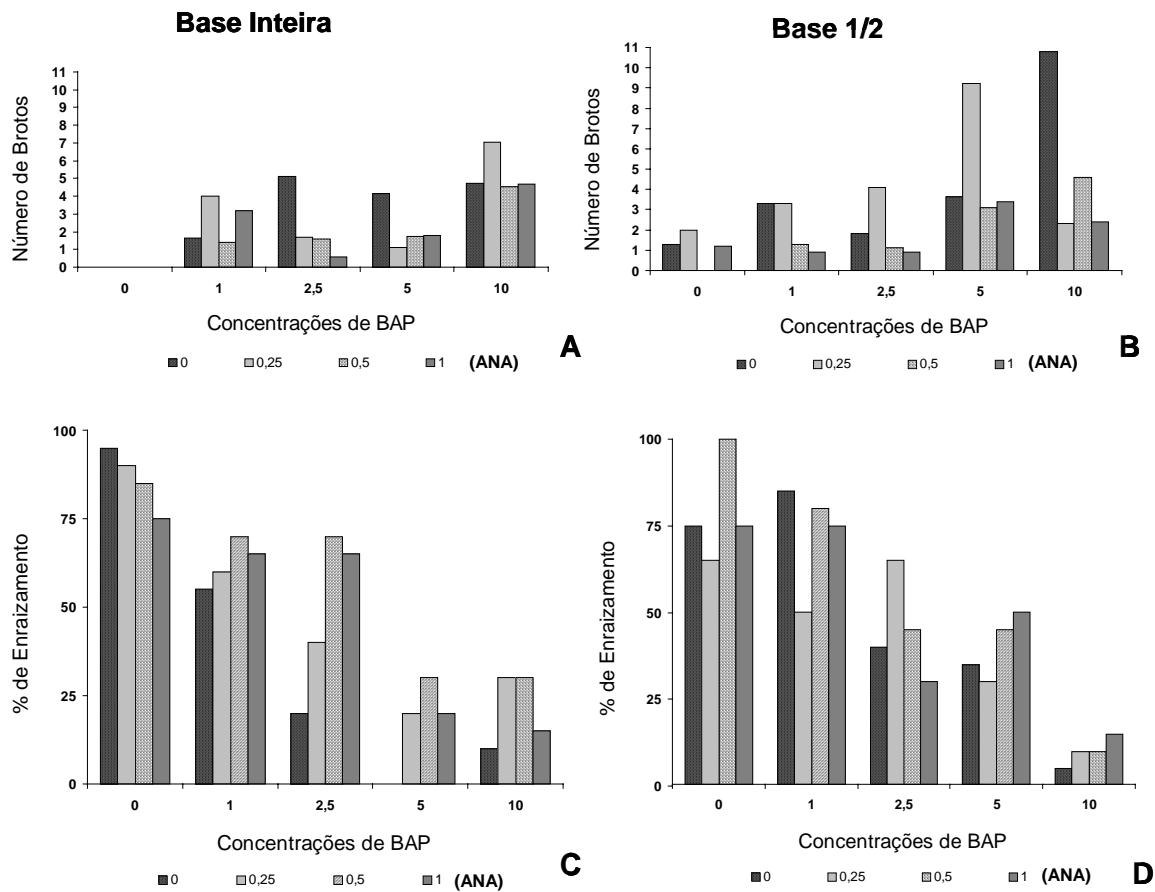 Base Inteira
Número de Brotos
11
10
9
8
7
6
5
4
3
2
1
0
0 1 2,5 5 10
Concentrações de BAP
0 0,25 0,5 1 (ANA)
A
Base 1/2
Número de Brotos
11
10
9
8
7
6
5
4
3
2
1
0
0 1 2,5 5 10
Concentrações de BAP
0 0,25 0,5 1 (ANA)
B
% de Enraizamento
100
75
50
25
0
0 1 2,5 5 10
Concentrações de BAP
0 0,25 0,5 1 (ANA)
C
% de Enraizamento
100
75
50
25
0
0 1 2,5 5 10
Concentrações de BAP
0 0,25 0,5 1 (ANA)
D